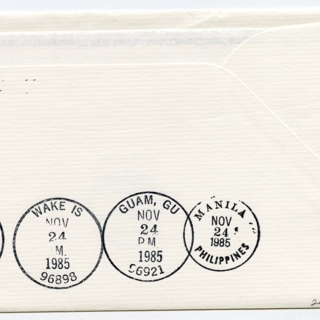 WAKE IS
NOV
24
M.
1985
96898
GUAM, GU
NOV
24
PM
1985
96921
MANILA
NOV
24
1985
PHILIPPINES